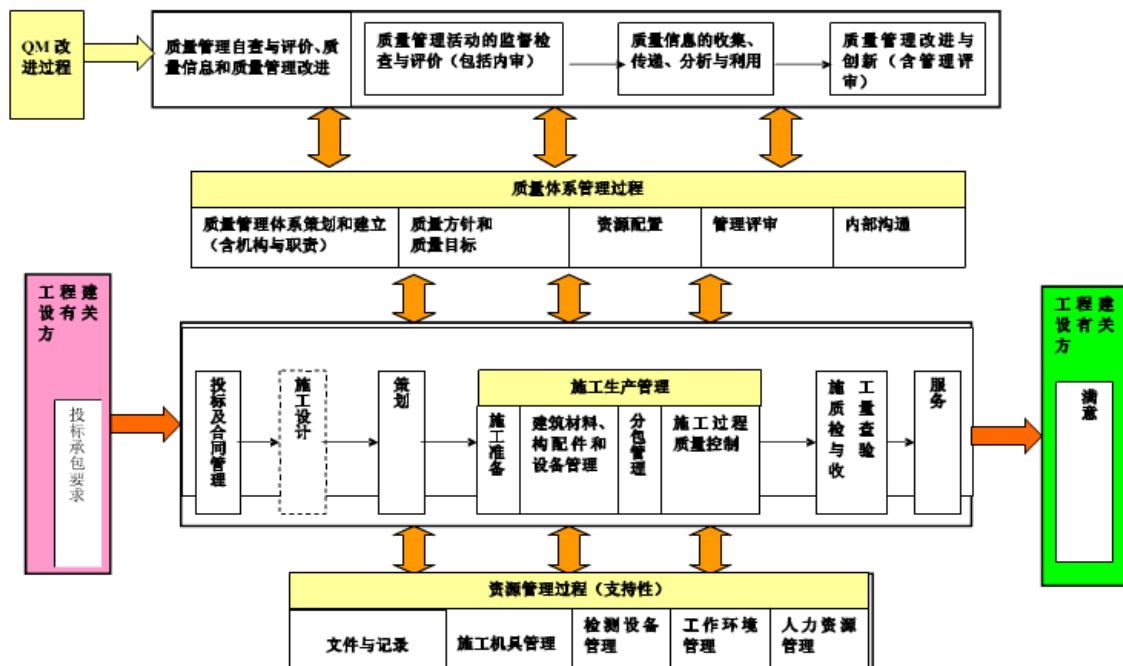 QM 改
进过程
质量管理自查与评价、质
量信息和质量管理改进
质量管理活动的监督检
查与评价（包括内审）
质量信息的收集、
传递、分析与利用
质量管理改进与
创新（含管理评
审）
质量体系管理过程
质量管理体系策划和建立
（含机构与职责）
质量方针和
质量目标
资源配置
管理评审
内部沟通
工程建
设有关
方
投标承包要求
投标及合同管理
施工设计
策划
施工生产管理
施工准备
建筑材料、
构配件和
设备管理
分包管理
施工过程
质量控制
施工
质量
检查
与验
收
服务
工程建
设有关
方
满意
资源管理过程（支持性）
文件与记录
施工机具管理
检测设备
管理
工作环境
管理
人力资源
管理